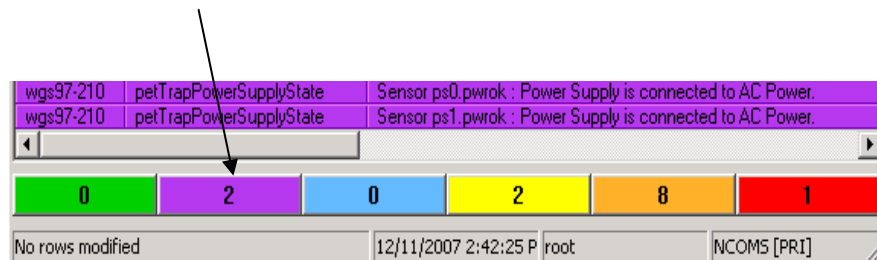 wgs97-210 petTrapPowerSupplyState Sensor ps0.pwrok : Power Supply is connected to AC Power.
wgs97-210 petTrapPowerSupplyState Sensor ps1.pwrok : Power Supply is connected to AC Power.
0 2 0 2 8 1
No rows modified 12/11/2007 2:42:25 P root NCOMS [PRI]